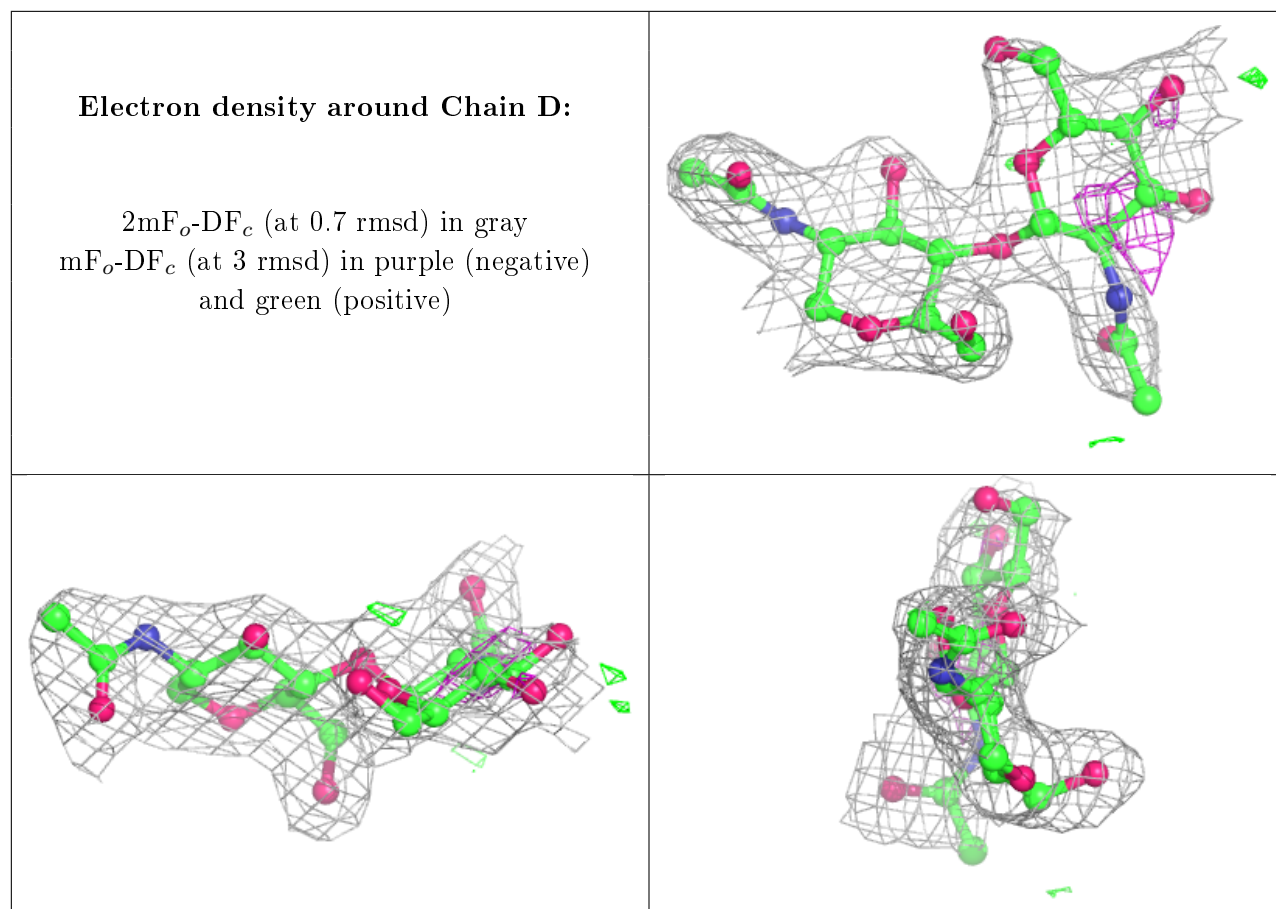 Electron density around Chain D:
2mFₒ-DF𝒸 (at 0.7 rmsd) in gray
mFₒ-DF𝒸 (at 3 rmsd) in purple (negative)
and green (positive)